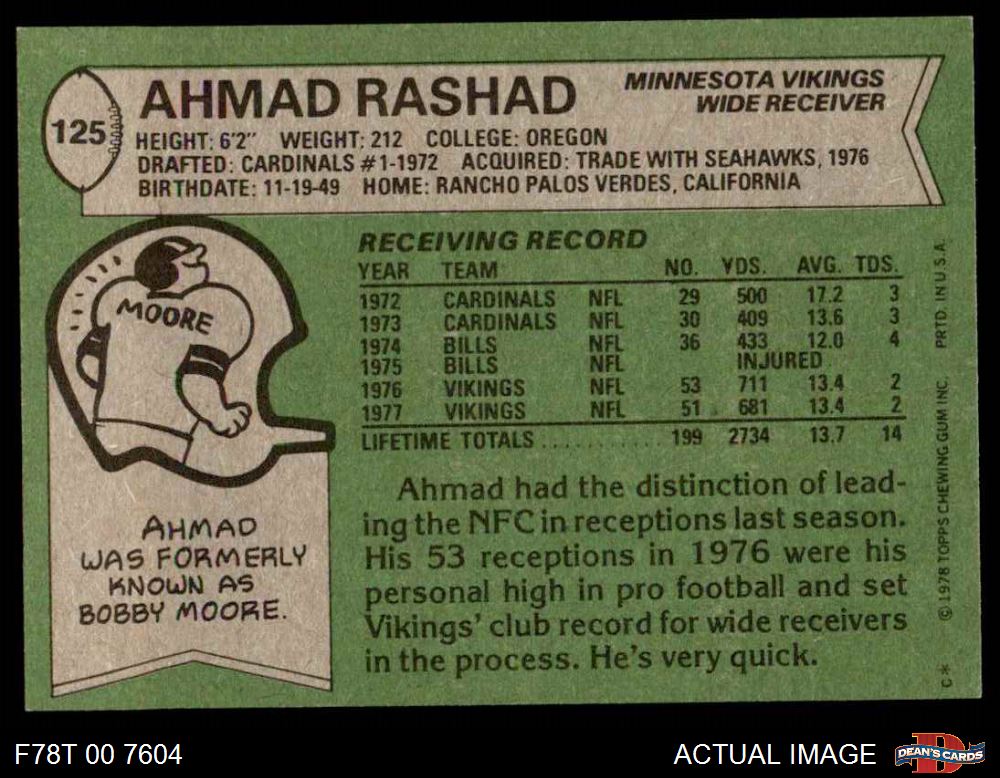 125
AHMAD RASHAD
MINNESOTA VIKINGS
WIDE RECEIVER
HEIGHT: 6'2" WEIGHT: 212 COLLEGE: OREGON
DRAFTED: CARDINALS #1-1972 ACQUIRED: TRADE WITH SEAHAWKS, 1976
BIRTHDATE: 11-19-49 HOME: RANCHO PALOS VERDES, CALIFORNIA
MOORE
AHMAD
WAS FORMERLY
KNOWN AS
BOBBY MOORE.
RECEIVING RECORD
YEAR TEAM NO. YDS. AVG. TDS.
1972 CARDINALS NFL 29 500 17.2 3
1973 CARDINALS NFL 30 409 13.6 3
1974 BILLS NFL 36 433 12.0 4
1975 BILLS NFL INJURED
1976 VIKINGS NFL 53 711 13.4 2
1977 VIKINGS NFL 51 681 13.4 2
LIFETIME TOTALS ........... 199 2734 13.7 14
Ahmad had the distinction of lead-
ing the NFC in receptions last season.
His 53 receptions in 1976 were his
personal high in pro football and set
Vikings' club record for wide receivers
in the process. He's very quick.
C* © 1978 TOPPS CHEWING GUM INC. PRTD. IN U.S.A.
F78T 00 7604
ACTUAL IMAGE
D
DEAN'S CARDS